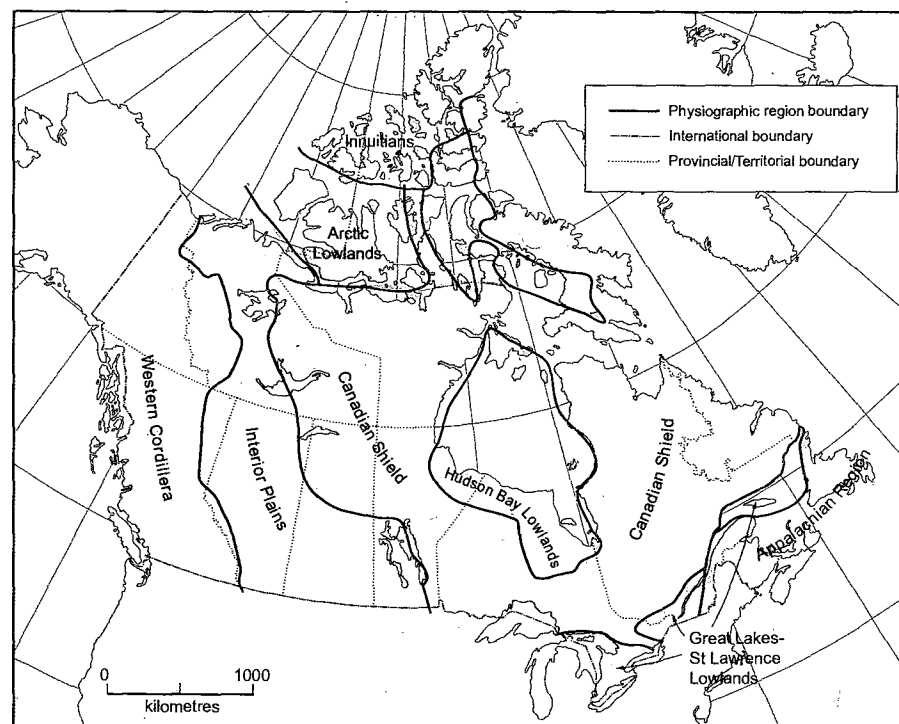 Physiographic region boundary
International boundary
Provincial/Territorial boundary
Innuitians
Arctic
Lowlands
Western Cordillera
Interior Plains
Canadian Shield
Hudson Bay Lowlands
Canadian Shield
Appalachian Region
Great Lakes-
St Lawrence
Lowlands
0 1000
kilometres